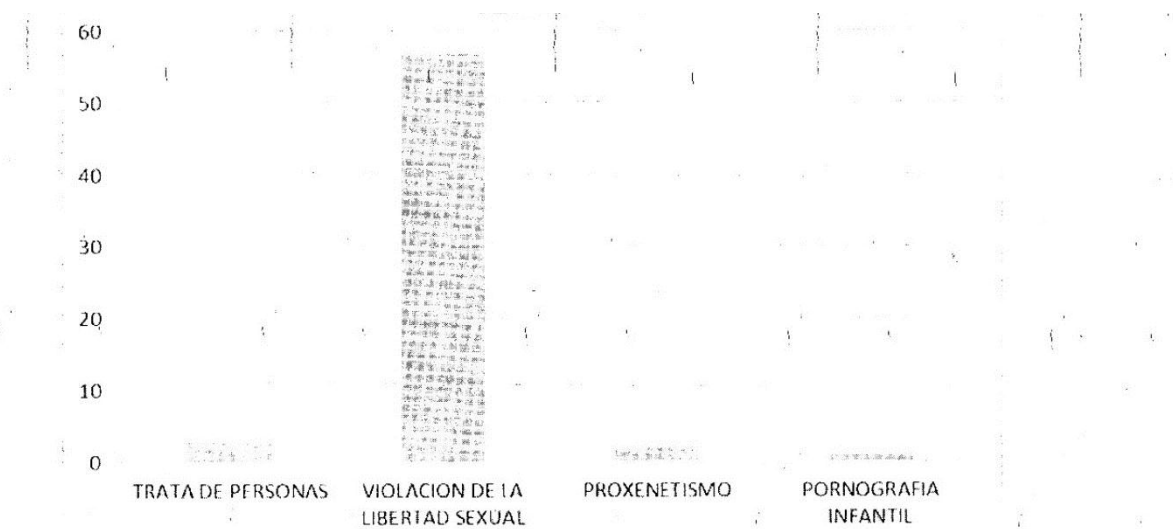 60
50
40
30
20
10
0
TRATA DE PERSONAS
VIOLACION DE LA
LIBERTAD SEXUAL
PROXENETISMO
PORNOGRAFIA
INFANTIL